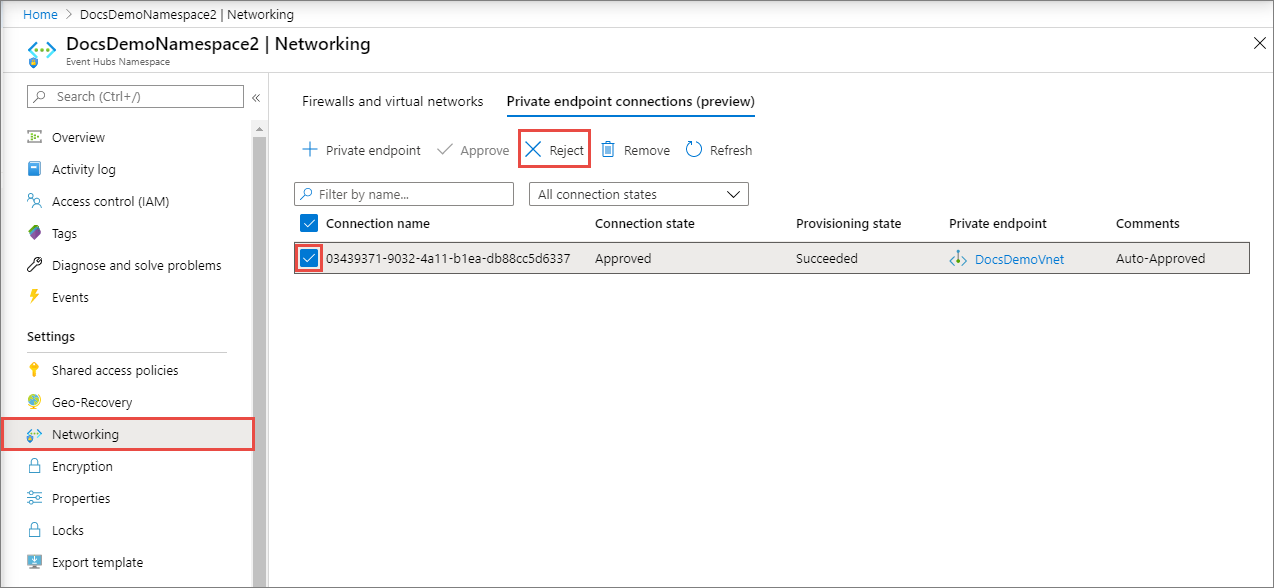 Home > DocsDemoNamespace2 | Networking
DocsDemoNamespace2 | Networking
Event Hubs Namespace
Search (Ctrl+/)
«
Overview
Activity log
Access control (IAM)
Tags
Diagnose and solve problems
Events
Settings
Shared access policies
Geo-Recovery
Networking
Encryption
Properties
Locks
Export template
Firewalls and virtual networks Private endpoint connections (preview)
Private endpoint Approve Reject Remove Refresh
Filter by name... All connection states
Connection name Connection state Provisioning state Private endpoint Comments
03439371-9032-4a11-b1ea-db88cc5d6337 Approved Succeeded DocsDemoVnet Auto-Approved